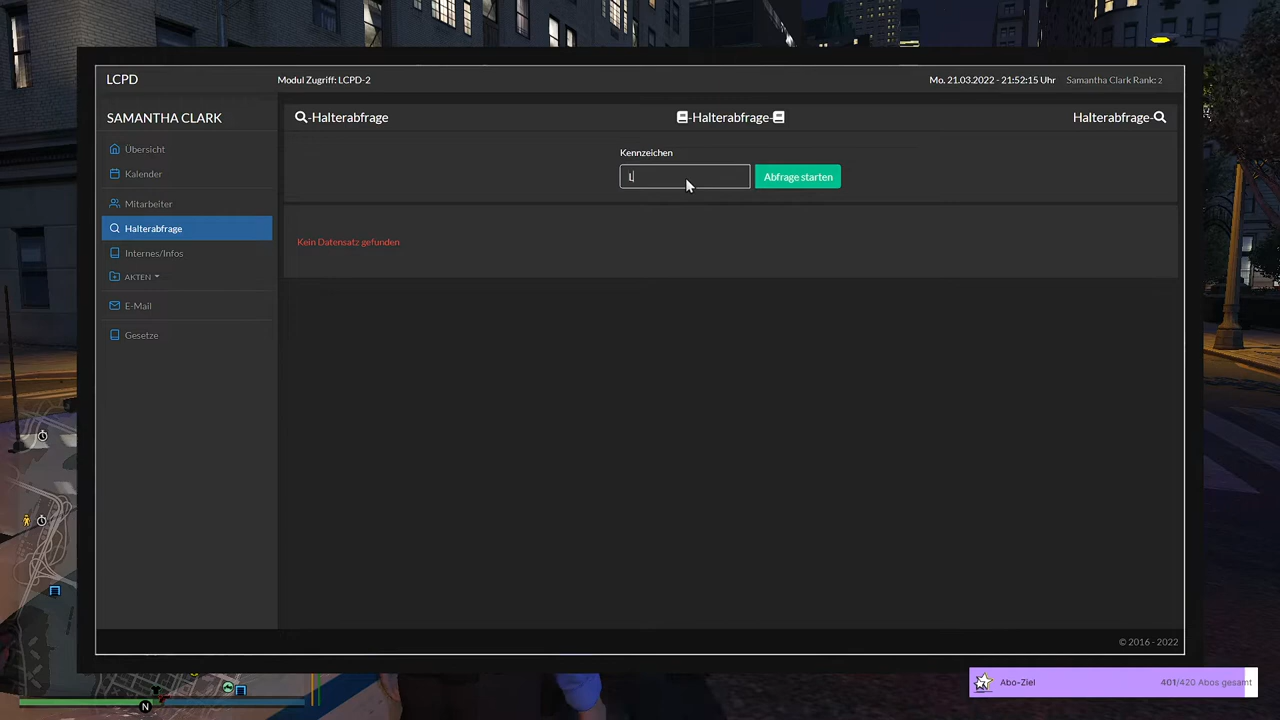 LCPD
Modul Zugriff: LCPD-2
Mo. 21.03.2022 - 21:52:15 Uhr
Samantha Clark Rank: 2
SAMANTHA CLARK
Übersicht
Kalender
Mitarbeiter
Halterabfrage
Internes/Infos
AKTEN
E-Mail
Gesetze
-Halterabfrage
-Halterabfrage-
Halterabfrage-
Kennzeichen
L
Abfrage starten
Kein Datensatz gefunden
© 2016 - 2022
Abo-Ziel
401/420 Abos gesamt
N